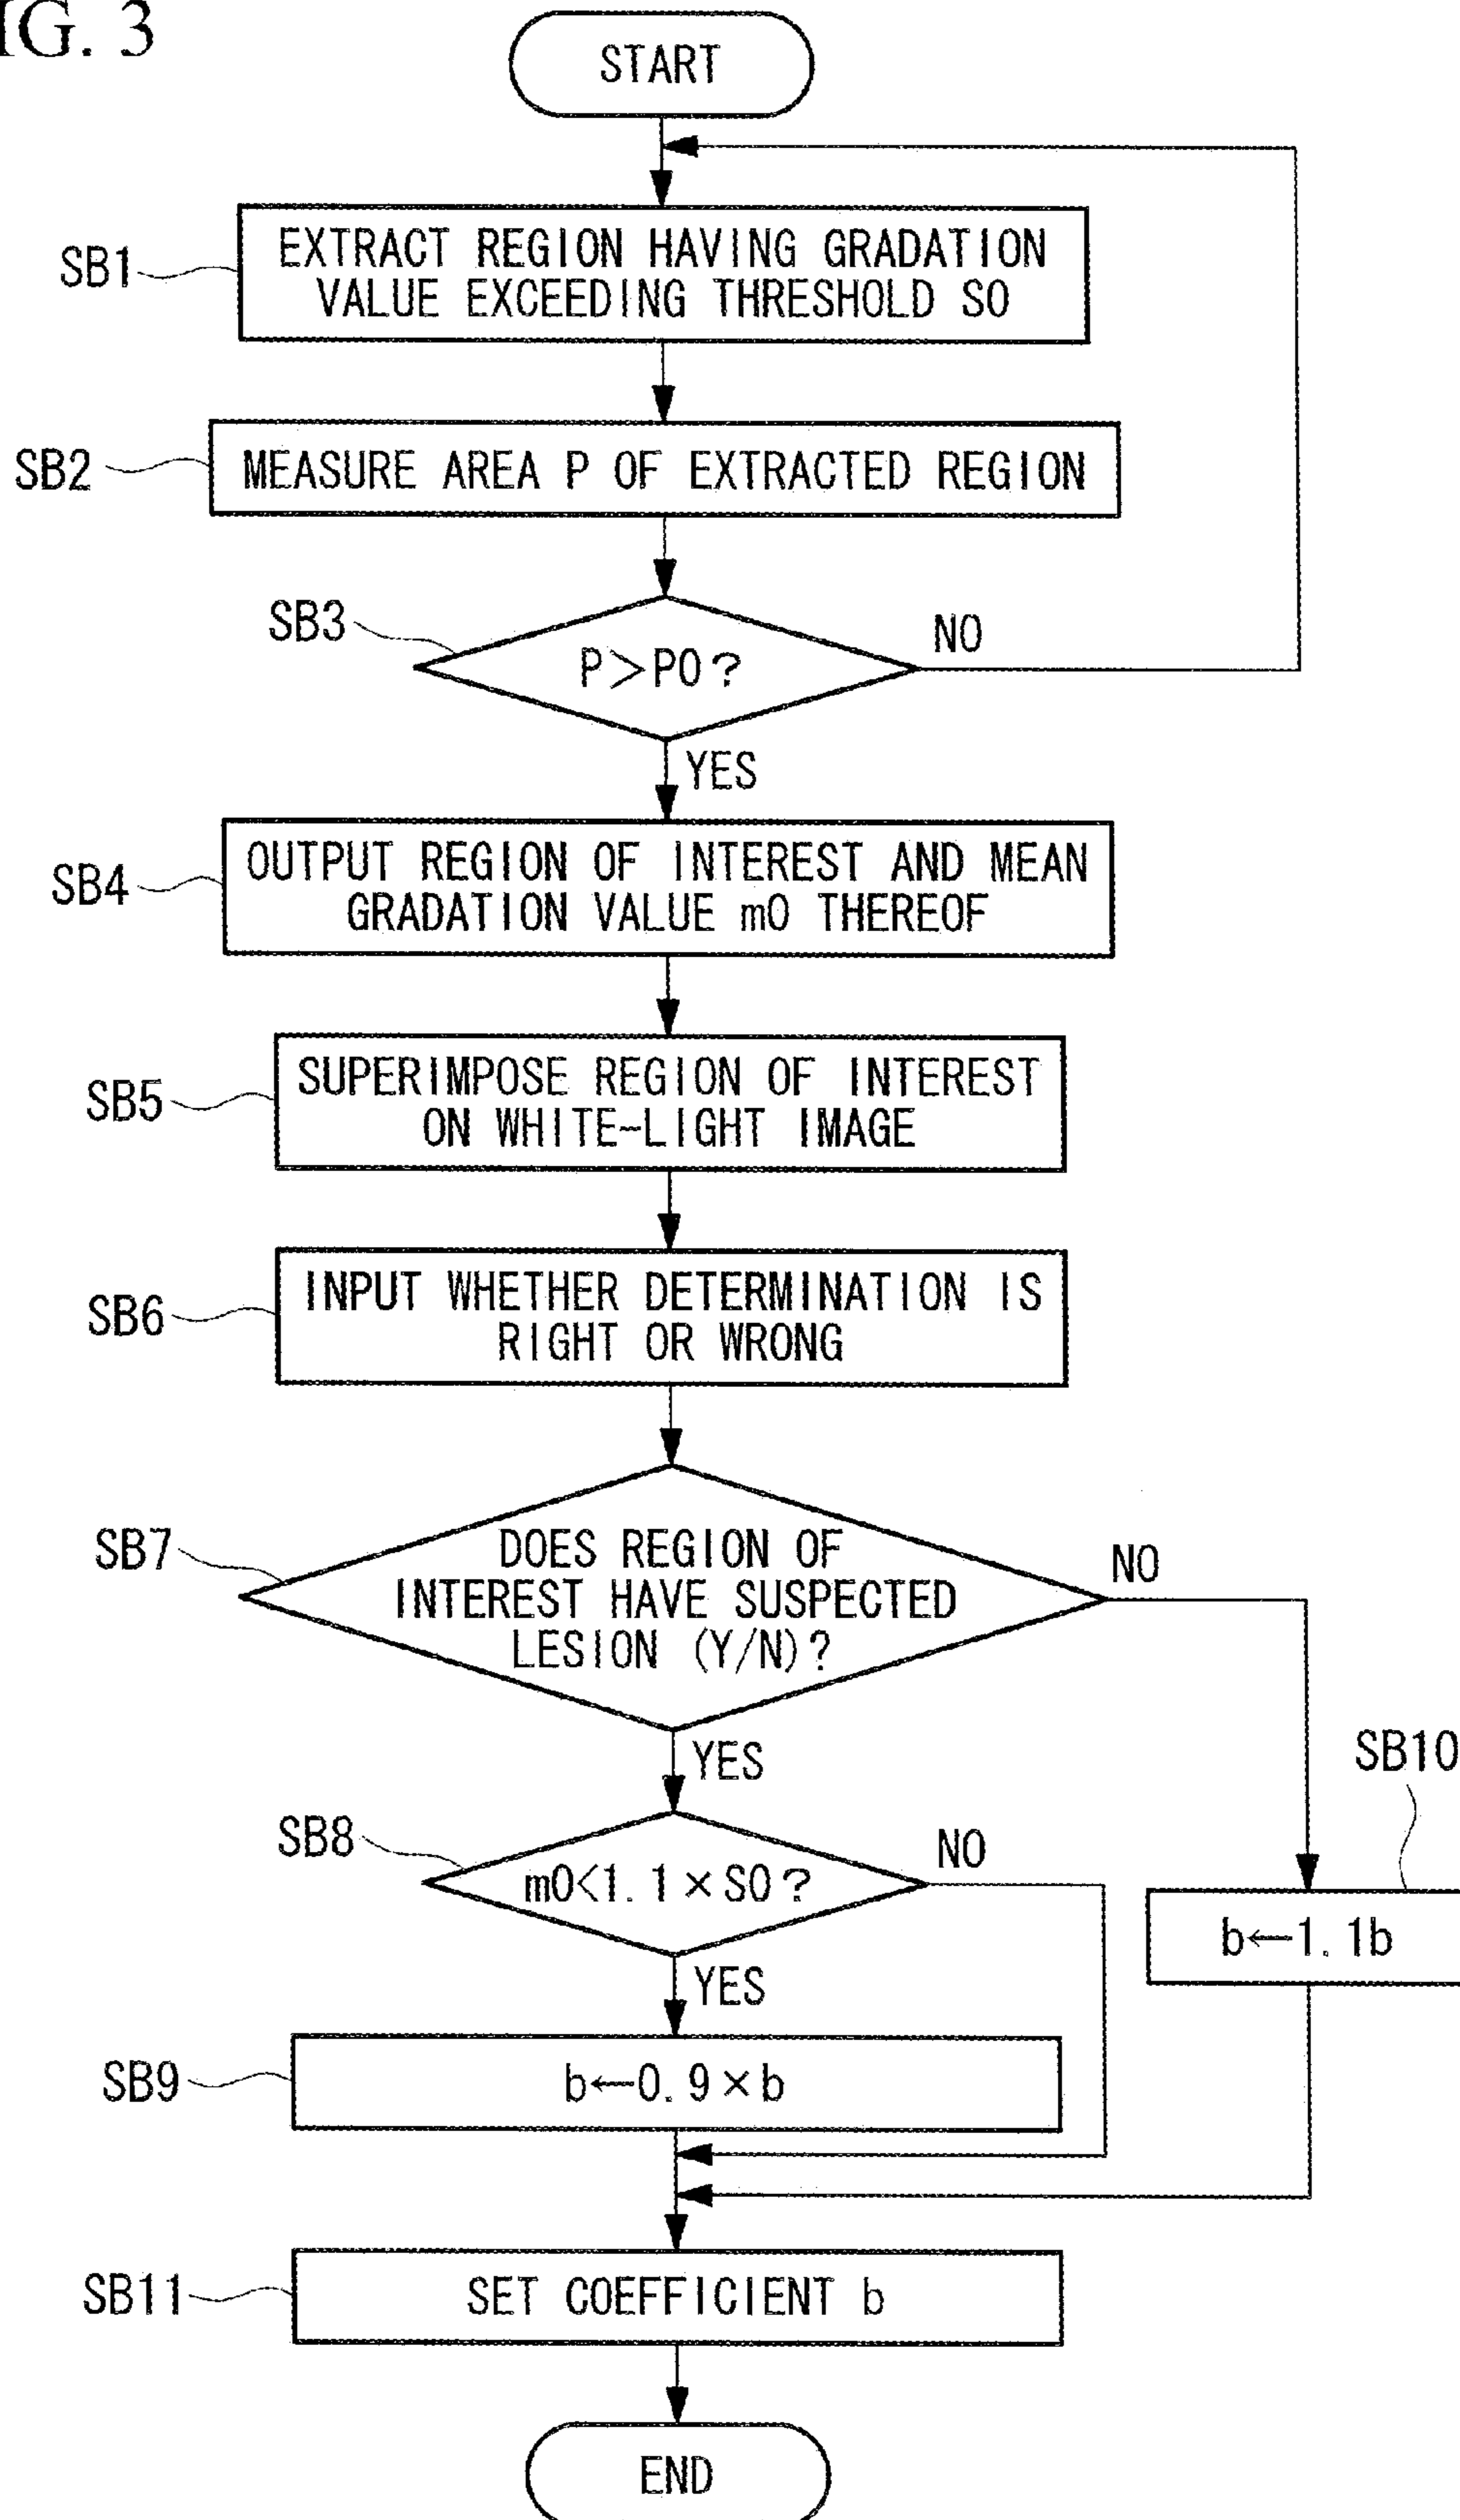 IG. 3
START
SB1
EXTRACT REGION HAVING GRADATION
VALUE EXCEEDING THRESHOLD S0
SB2
MEASURE AREA P OF EXTRACTED REGION
SB3
P>P0?
NO
YES
SB4
OUTPUT REGION OF INTEREST AND MEAN
GRADATION VALUE m0 THEREOF
SB5
SUPERIMPOSE REGION OF INTEREST
ON WHITE-LIGHT IMAGE
SB6
INPUT WHETHER DETERMINATION IS
RIGHT OR WRONG
SB7
DOES REGION OF
INTEREST HAVE SUSPECTED
LESION (Y/N)?
NO
YES
SB10
b←1.1b
SB8
m0<1.1×S0?
NO
YES
SB9
b←0.9×b
SB11
SET COEFFICIENT b
END